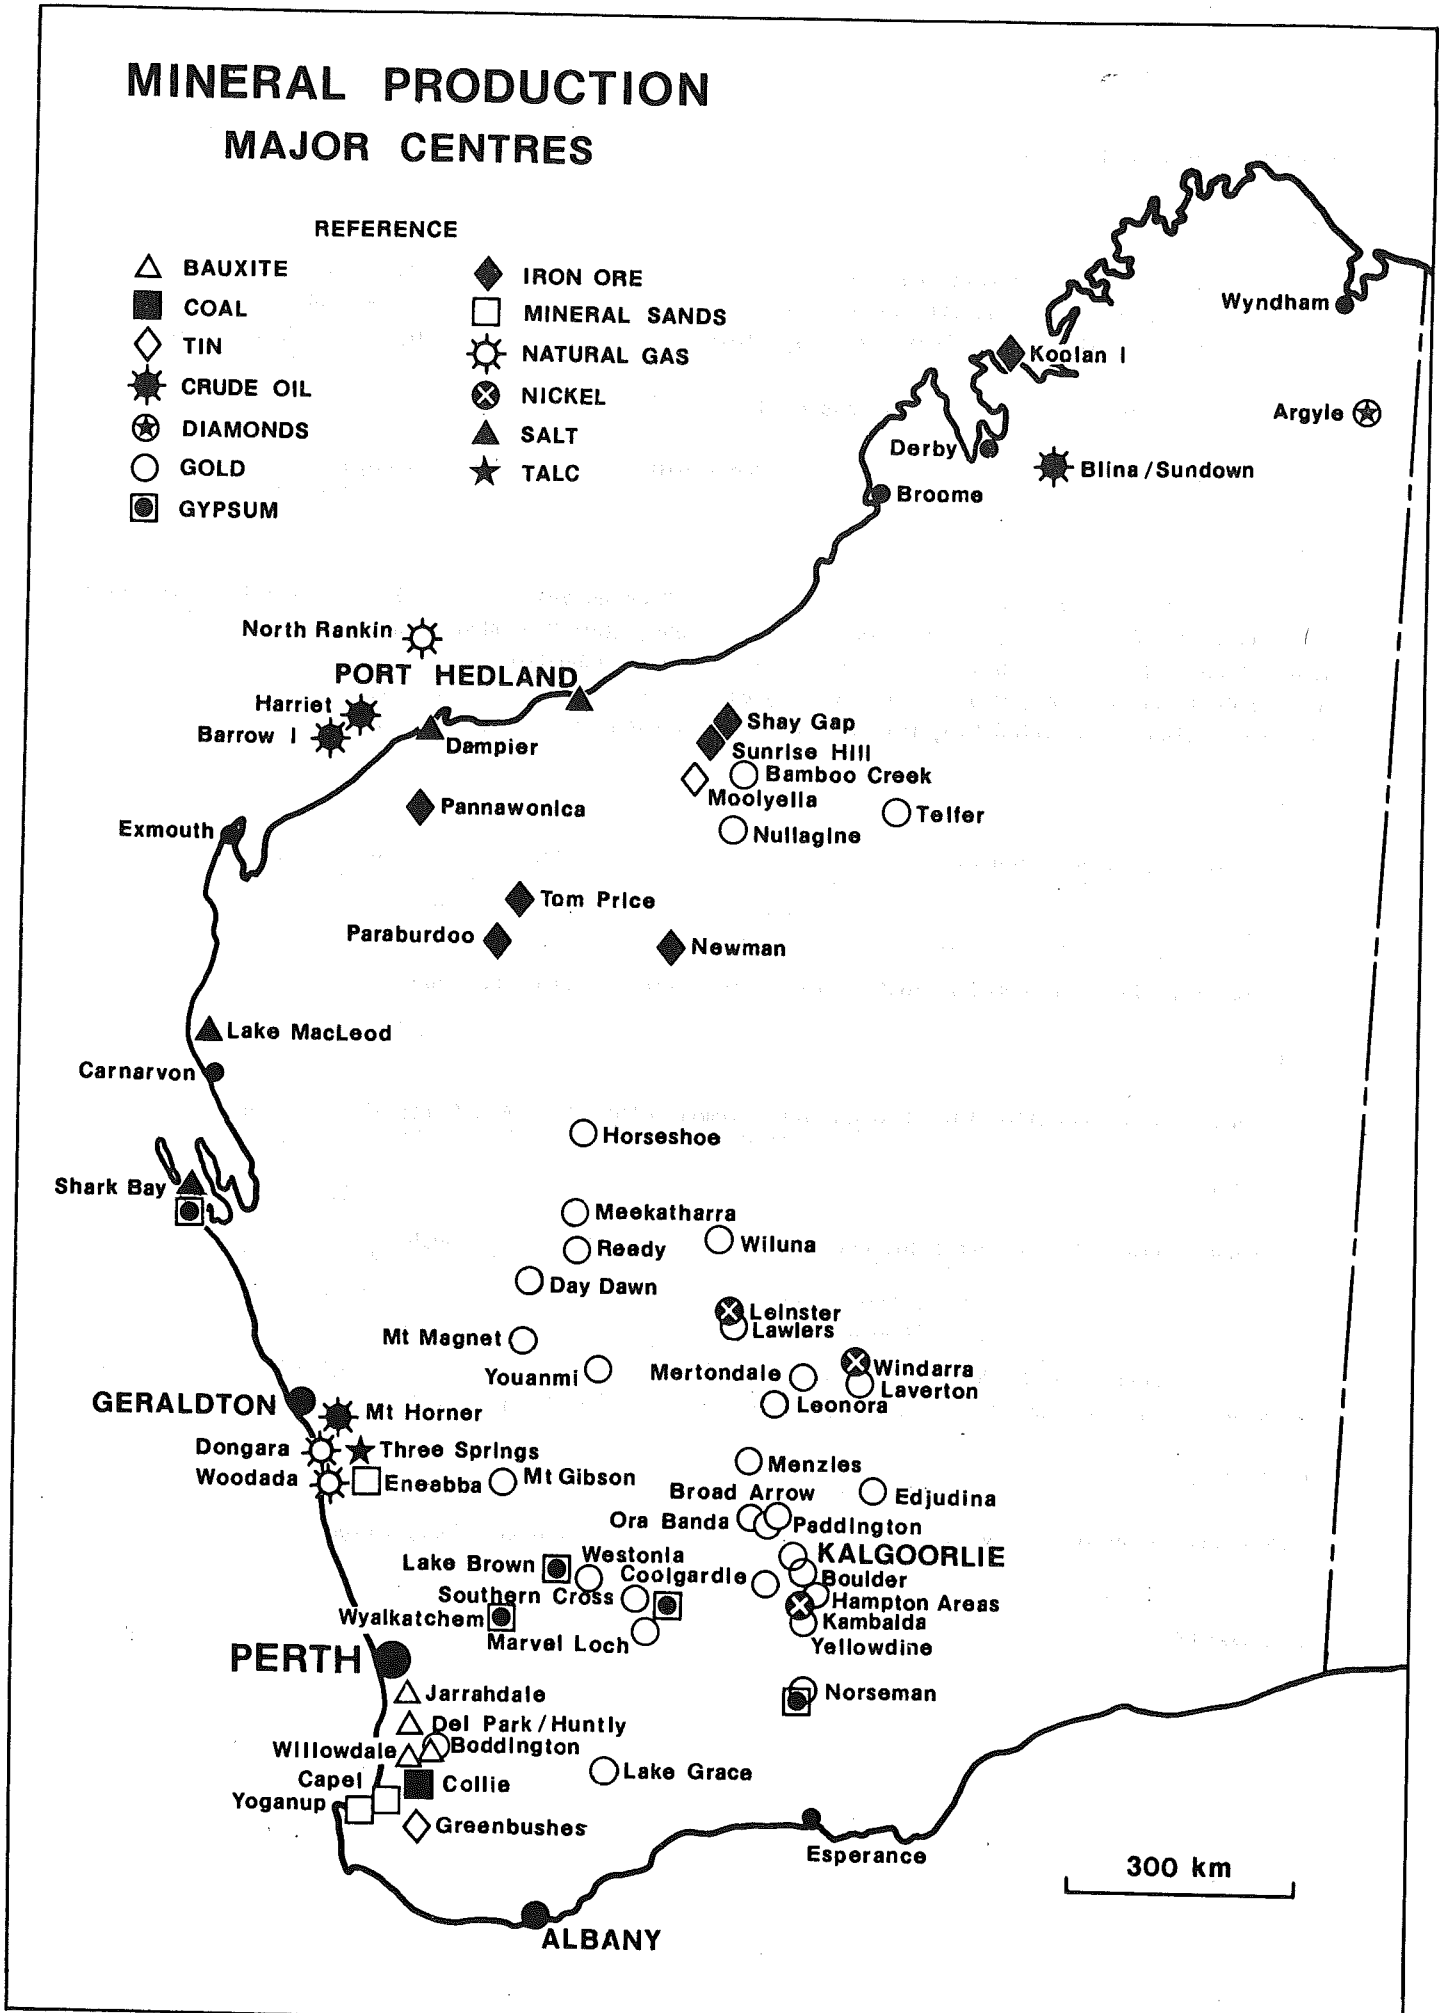 MINERAL PRODUCTION
MAJOR CENTRES
REFERENCE
BAUXITE
COAL
TIN
CRUDE OIL
DIAMONDS
GOLD
GYPSUM
IRON ORE
MINERAL SANDS
NATURAL GAS
NICKEL
SALT
TALC
Wyndham
Koolan I
Argyle
Derby
Blina/Sundown
Broome
North Rankin
PORT HEDLAND
Harriet
Barrow I
Dampier
Shay Gap
Sunrise Hill
Bamboo Creek
Moolyella
Telfer
Nullagine
Pannawonica
Exmouth
Tom Price
Paraburdoo
Newman
Lake MacLeod
Carnarvon
Horseshoe
Shark Bay
Meekatharra
Reedy
Wiluna
Day Dawn
Leinster
Lawlers
Mt Magnet
Youanmi
Mertondale
Windarra
Laverton
Leonora
GERALDTON
Mt Horner
Dongara
Three Springs
Woodada
Eneabba
Mt Gibson
Menzies
Broad Arrow
Edjudina
Ora Banda
Paddington
KALGOORLIE
Lake Brown
Westonia
Coolgardie
Boulder
Southern Cross
Hampton Areas
Wyalkatchem
Kambalda
Marvel Loch
Yellowdine
PERTH
Jarrahdale
Norseman
Del Park/Huntly
Willowdale
Boddington
Capel
Collie
Lake Grace
Yoganup
Greenbushes
Esperance
300 km
ALBANY